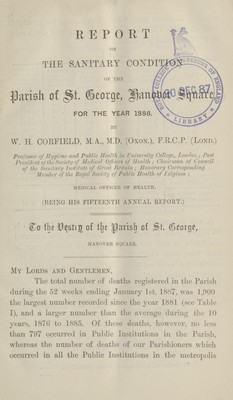 REPORT
ON
THE SANITARY CONDITION
OF THE
Parish of St. George, Hanover Square
FOR THE YEAR 1886.
BY
W. H. CORFIELD, M.A., M.D. (OXON.), F.R.C.P. (LOND.)
Professor of Hygiene and Public Health in University College, London; Past
President of the Society of Medical Officers of Health; Chairman of Council
of the Sanitary Institute of Great Britain; Honorary Corresponding
Member of the Royal Society of Public Health of Belgium;
MEDICAL OFFICER OF HEALTH.
(BEING HIS FIFTEENTH ANNUAL REPORT.)
To the Vestry of the Parish of St. George,
HANOVER SQUARE.
MY LORDS AND GENTLEMEN,
The total number of deaths registered in the Parish
during the 52 weeks ending January 1st, 1887, was 1,909
the largest number recorded since the year 1881 (see Table
I), and a larger number than the average during the 10
years, 1876 to 1885. Of these deaths, however, no less
than 797 occurred in Public Institutions in the Parish,
whereas the number of deaths of our Parishioners which
occurred in all the Public Institutions in the metropolis
20 DEC 87
LIBRARY